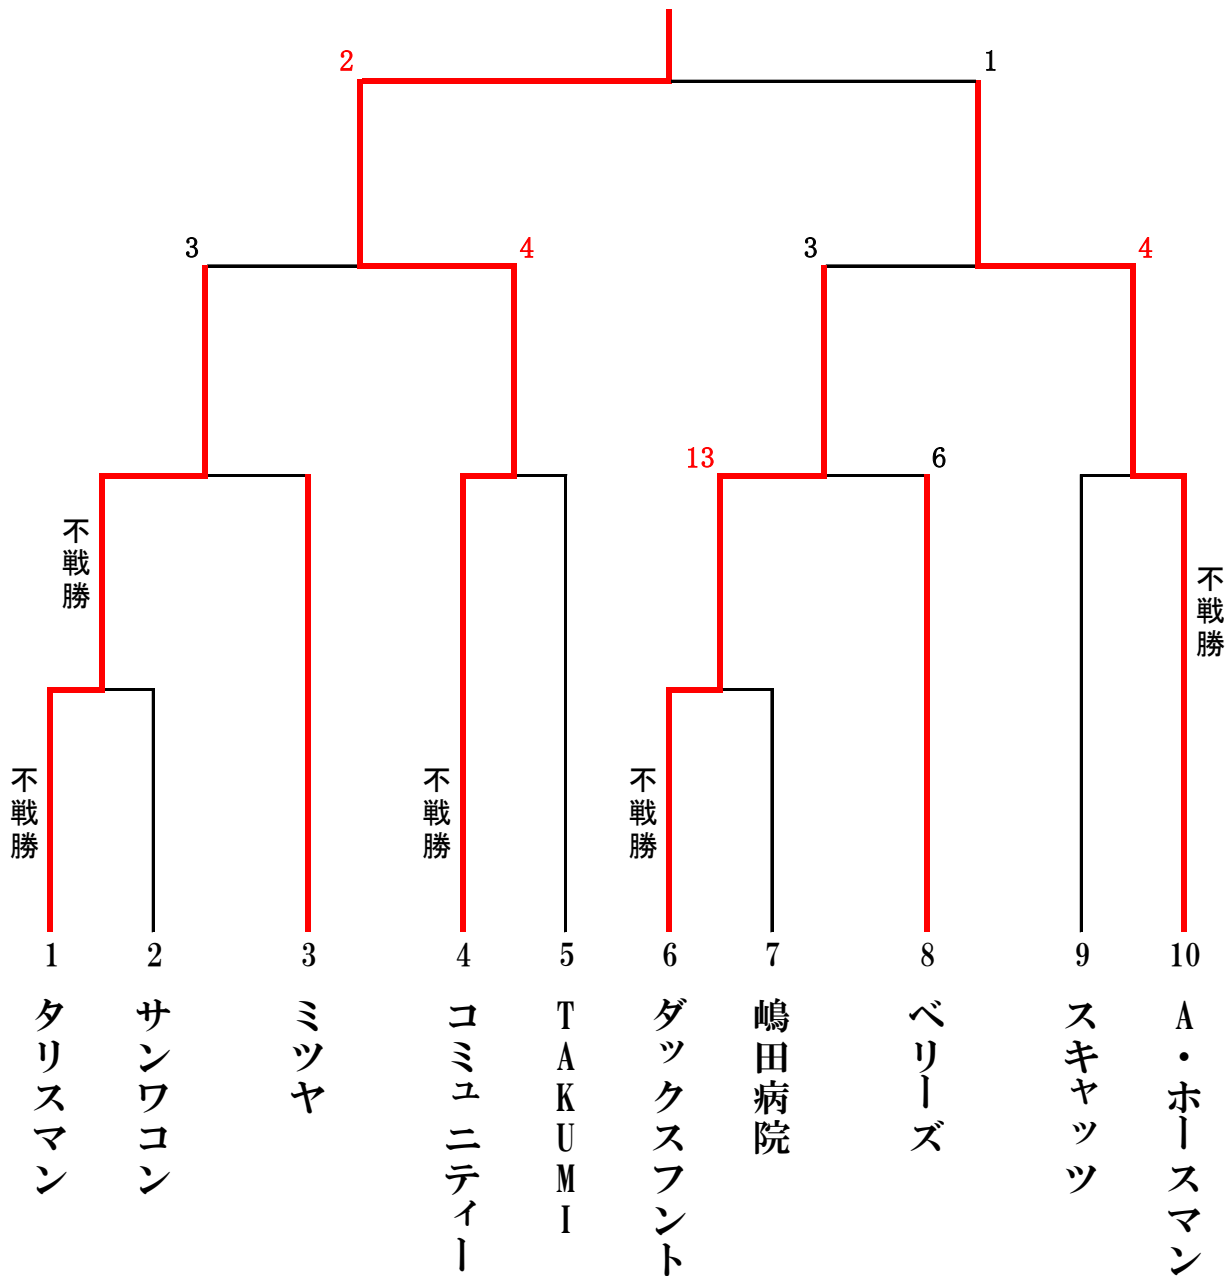 2
1
3
4
3
4
13
6
不戦勝
不戦勝
不戦勝
不戦勝
不戦勝
1
2
3
4
5
6
7
8
9
10
タリスマン
サンワコン
ミツヤ
コミュニティー
TAKUMI
ダックスフント
嶋田病院
ベリーズ
スキャッツ
A・ホースマン